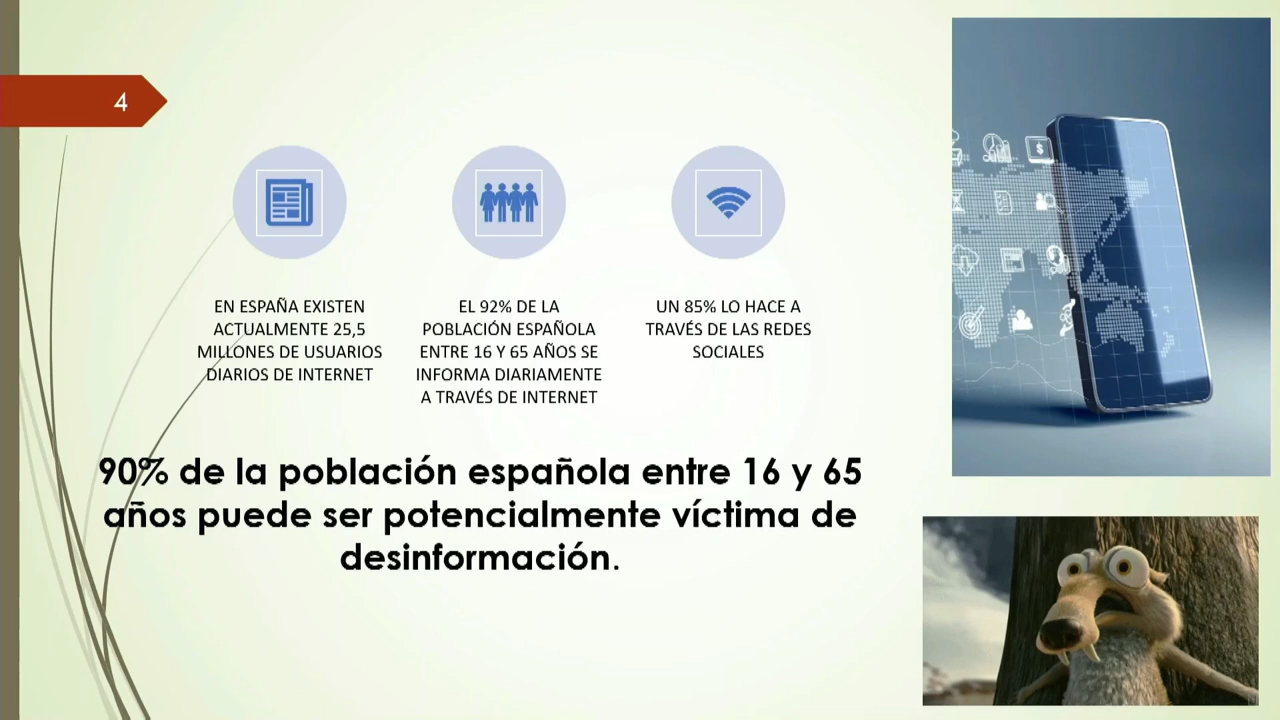 4
EN ESPAÑA EXISTEN
ACTUALMENTE 25,5
MILLONES DE USUARIOS
DIARIOS DE INTERNET
EL 92% DE LA
POBLACIÓN ESPAÑOLA
ENTRE 16 Y 65 AÑOS SE
INFORMA DIARIAMENTE
A TRAVÉS DE INTERNET
UN 85% LO HACE A
TRAVÉS DE LAS REDES
SOCIALES
90% de la población española entre 16 y 65
años puede ser potencialmente víctima de
desinformación.